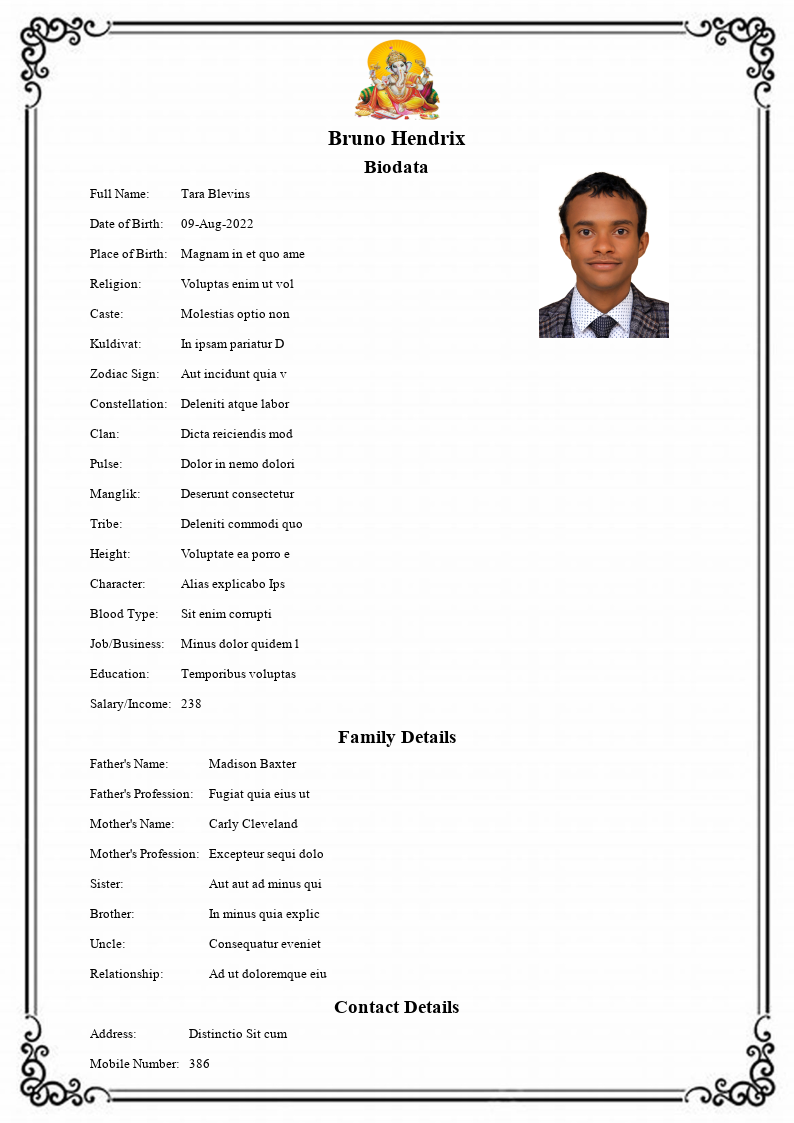 Bruno Hendrix
Biodata
Full Name: Tara Blevins
Date of Birth: 09-Aug-2022
Place of Birth: Magnam in et quo ame
Religion: Voluptas enim ut vol
Caste: Molestias optio non
Kuldivat: In ipsam pariatur D
Zodiac Sign: Aut incidunt quia v
Constellation: Deleniti atque labor
Clan: Dicta reiciendis mod
Pulse: Dolor in nemo dolori
Manglik: Deserunt consectetur
Tribe: Deleniti commodi quo
Height: Voluptate ea porro e
Character: Alias explicabo Ips
Blood Type: Sit enim corrupti
Job/Business: Minus dolor quidem l
Education: Temporibus voluptas
Salary/Income: 238
Family Details
Father's Name: Madison Baxter
Father's Profession: Fugiat quia eius ut
Mother's Name: Carly Cleveland
Mother's Profession: Excepteur sequi dolo
Sister: Aut aut ad minus qui
Brother: In minus quia explic
Uncle: Consequatur eveniet
Relationship: Ad ut doloremque eiu
Contact Details
Address: Distinctio Sit cum
Mobile Number: 386